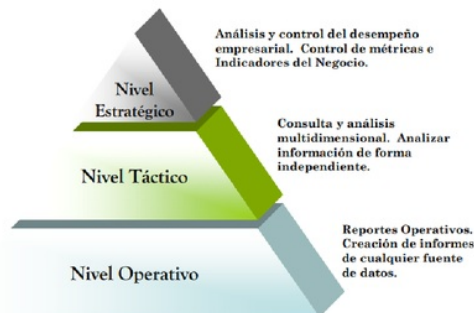 Análisis y control del desempeño
empresarial. Control de métricas e
Indicadores del Negocio.
Nivel
Estratégico
Consulta y análisis
multidimensional. Analizar
información de forma
independiente.
Nivel Táctico
Reportes Operativos.
Creación de informes
de cualquier fuente
de datos.
Nivel Operativo